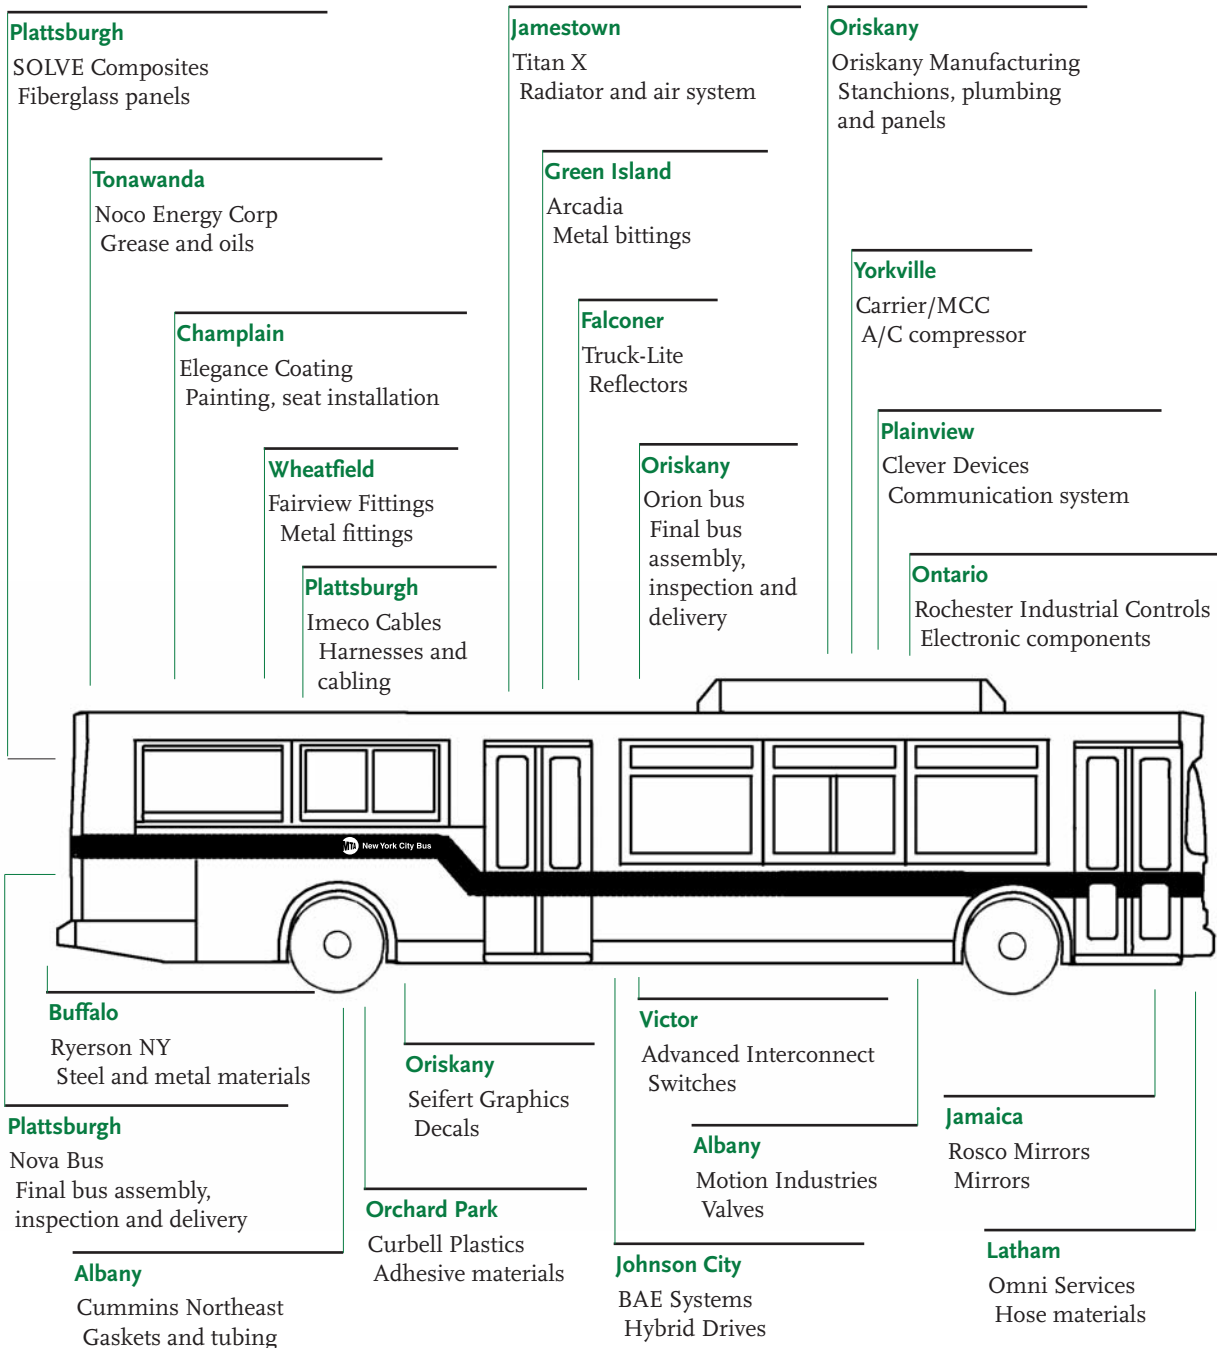 Plattsburgh
SOLVE Composites
Fiberglass panels
Jamestown
Titan X
Radiator and air system
Oriskany
Oriskany Manufacturing
Stanchions, plumbing
and panels
Tonawanda
Noco Energy Corp
Grease and oils
Green Island
Arcadia
Metal bittings
Yorkville
Carrier/MCC
A/C compressor
Champlain
Elegance Coating
Painting, seat installation
Falconer
Truck-Lite
Reflectors
Plainview
Clever Devices
Communication system
Wheatfield
Fairview Fittings
Metal fittings
Oriskany
Orion bus
Final bus
assembly,
inspection and
delivery
Plattsburgh
Imeco Cables
Harnesses and
cabling
Ontario
Rochester Industrial Controls
Electronic components
MTA New York City Bus
Buffalo
Ryerson NY
Steel and metal materials
Plattsburgh
Nova Bus
Final bus assembly,
inspection and delivery
Albany
Cummins Northeast
Gaskets and tubing
Oriskany
Seifert Graphics
Decals
Orchard Park
Curbell Plastics
Adhesive materials
Victor
Advanced Interconnect
Switches
Albany
Motion Industries
Valves
Johnson City
BAE Systems
Hybrid Drives
Jamaica
Rosco Mirrors
Mirrors
Latham
Omni Services
Hose materials